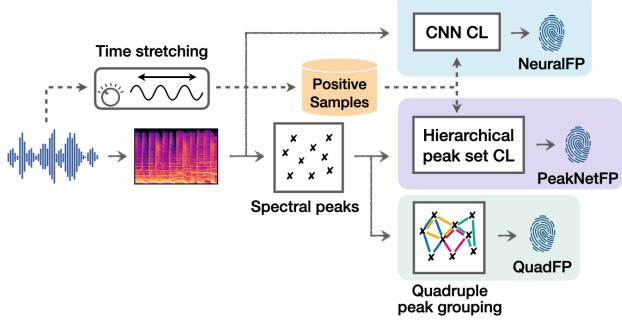 CNN CL
NeuralFP
Time stretching
Positive
Samples
Hierarchical
peak set CL
PeakNetFP
Spectral peaks
QuadFP
Quadruple
peak grouping